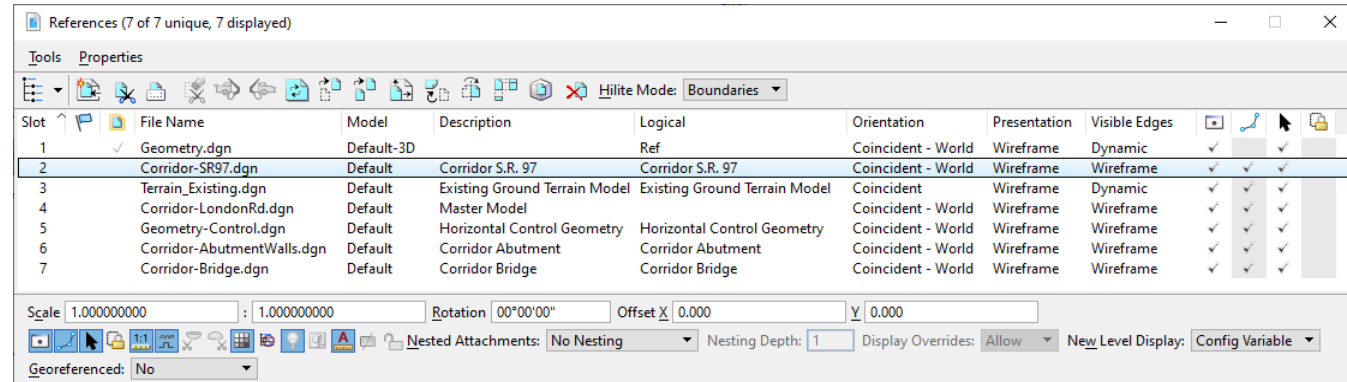 References (7 of 7 unique, 7 displayed)
Tools Properties
Hilite Mode: Boundaries
Slot File Name Model Description Logical Orientation Presentation Visible Edges
1 Geometry.dgn Default-3D Ref Coincident - World Wireframe Dynamic
2 Corridor-SR97.dgn Default Corridor S.R. 97 Corridor S.R. 97 Coincident - World Wireframe Wireframe
3 Terrain_Existing.dgn Default Existing Ground Terrain Model Existing Ground Terrain Model Coincident Wireframe Dynamic
4 Corridor-LondonRd.dgn Default Master Model Coincident - World Wireframe Wireframe
5 Geometry-Control.dgn Default Horizontal Control Geometry Horizontal Control Geometry Coincident - World Wireframe Wireframe
6 Corridor-AbutmentWalls.dgn Default Corridor Abutment Corridor Abutment Coincident - World Wireframe Wireframe
7 Corridor-Bridge.dgn Default Corridor Bridge Corridor Bridge Coincident - World Wireframe Wireframe
Scale 1.000000000 : 1.000000000 Rotation 00°00'00" Offset X 0.000 Y 0.000
1:1 A Nested Attachments: No Nesting Nesting Depth: 1 Display Overrides: Allow New Level Display: Config Variable
Georeferenced: No